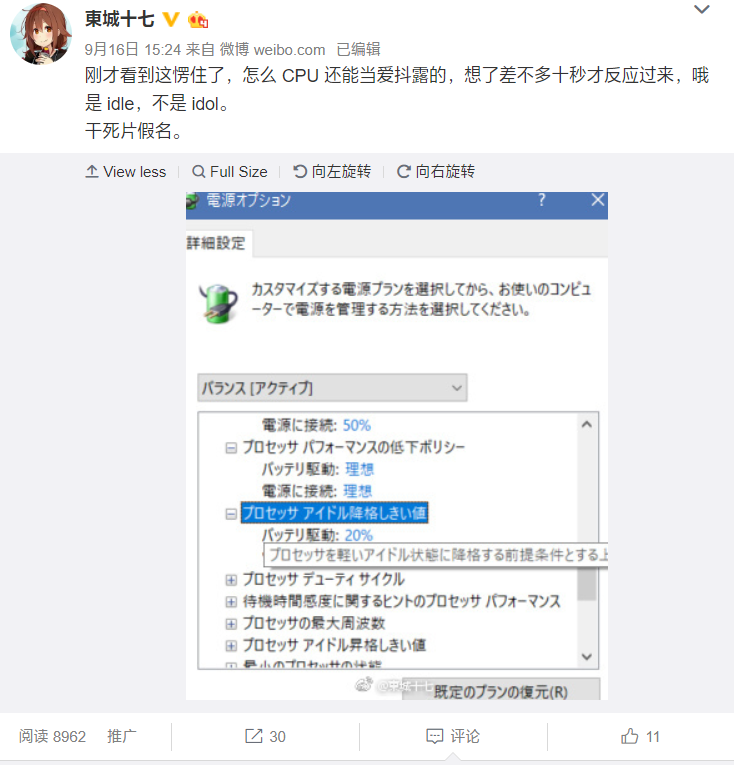 東城十七
9月16日 15:24 来自 微博 weibo.com 已编辑
刚才看到这愣住了，怎么 CPU 还能当爱抖露的，想了差不多十秒才反应过来，哦
是 idle，不是 idol。
干死片假名。
View less
Full Size
向左旋转
向右旋转
電源オプション
?
詳細設定
カスタマイズする電源プランを選択してから、お使いのコンピュ
ーターで電源を管理する方法を選択してください。
バランス [アクティブ]
電源に接続: 50%
プロセッサ パフォーマンスの低下ポリシー
バッテリ駆動: 理想
電源に接続: 理想
プロセッサ アイドル降格しきい値
バッテリ駆動: 20%
プロセッサを軽いアイドル状態に降格する前提条件とする上
プロセッサ デューティ サイクル
待機時間感度に関するヒントのプロセッサ パフォーマンス
プロセッサの最大周波数
プロセッサ アイドル昇格しきい値
最小のプロセッサの状態
@東城十七
既定のプランの復元(R)
阅读 8962
推广
30
评论
11